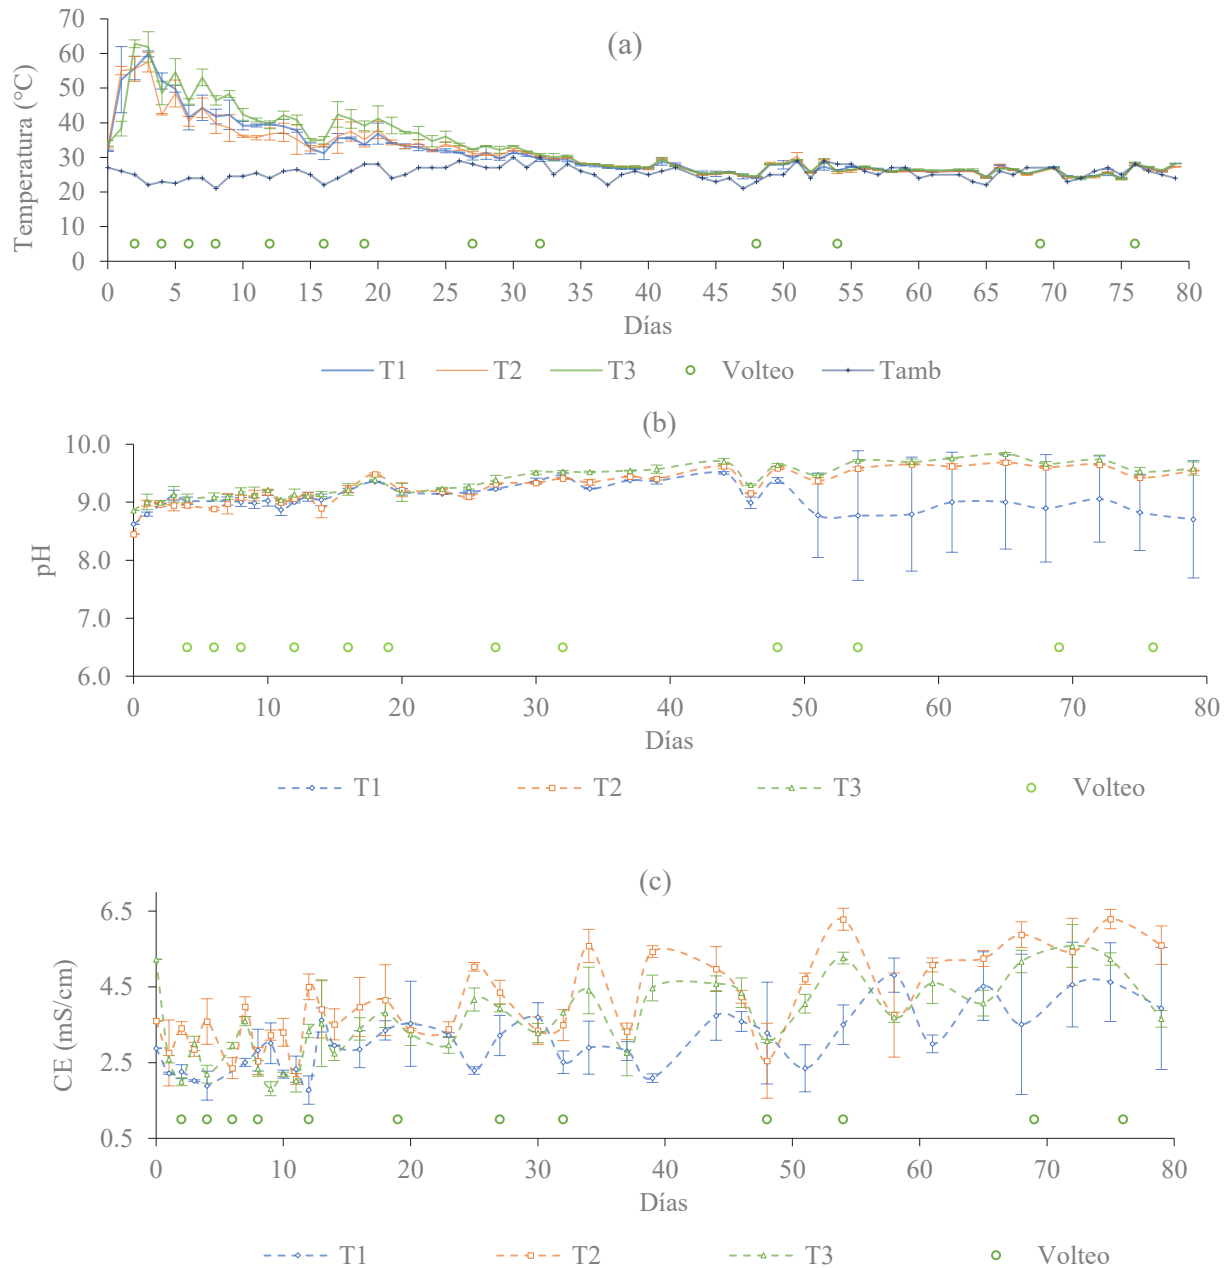 (a)
Temperatura (°C)
70
60
50
40
30
20
10
0
0 5 10 15 20 25 30 35 40 45 50 55 60 65 70 75 80
Días
T1 T2 T3 Volteo Tamb
(b)
pH
10.0
9.0
8.0
7.0
6.0
0 10 20 30 40 50 60 70 80
Días
T1 T2 T3 Volteo
(c)
CE (mS/cm)
6.5
4.5
2.5
0.5
0 10 20 30 40 50 60 70 80
Días
T1 T2 T3 Volteo